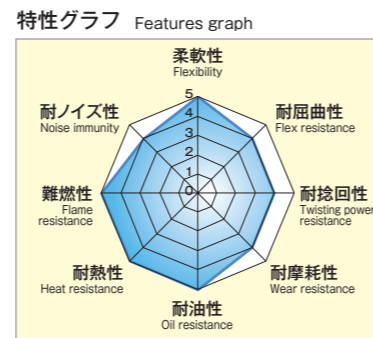 特性グラフ Features graph
柔軟性
Flexibility
5
4
3
2
1
0
耐ノイズ性
Noise immunity
耐屈曲性
Flex resistance
難燃性
Flame
resistance
耐捻回性
Twisting power
resistance
耐熱性
Heat resistance
耐摩耗性
Wear resistance
耐油性
Oil resistance